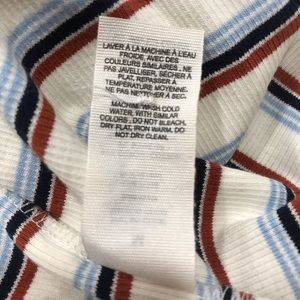 LAVER À LA MACHINE À L'EAU
FROIDE, AVEC DES
COULEURS SIMILAIRES . NE
PAS JAVELLISER, SÉCHER À
PLAT, REPASSER À
TEMPÉRATURE MOYENNE.
NE PAS NETTOYER À SEC.
MACHINE WASH COLD
WATER, WITH SIMILAR
COLORS . DO NOT BLEACH,
DRY FLAT, IRON WARM, DO
NOT DRY CLEAN.